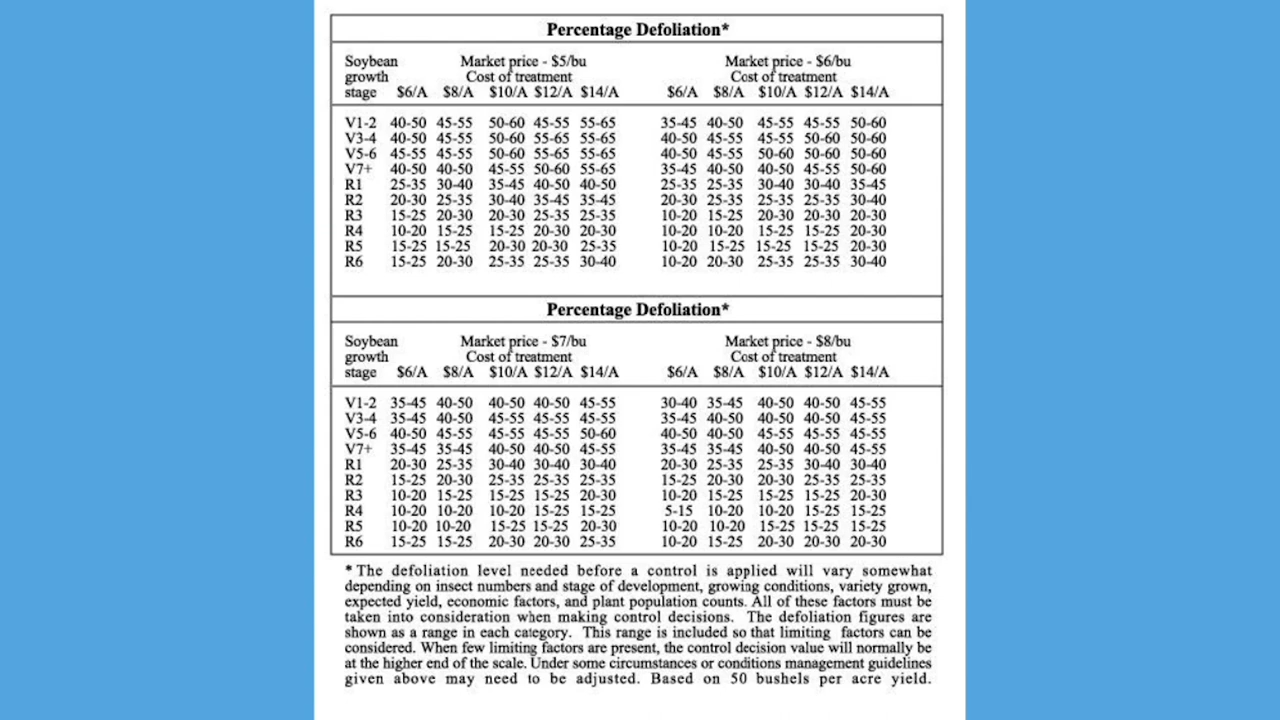 Percentage Defoliation*
Soybean Market price - $5/bu Market price - $6/bu
growth Cost of treatment Cost of treatment
stage $6/A $8/A $10/A $12/A $14/A $6/A $8/A $10/A $12/A $14/A
V1-2 40-50 45-55 50-60 45-55 55-65 35-45 40-50 45-55 45-55 50-60
V3-4 40-50 45-55 50-60 55-65 55-65 40-50 45-55 45-55 50-60 50-60
V5-6 45-55 45-55 50-60 55-65 55-65 40-50 45-55 50-60 50-60 50-60
V7+ 40-50 40-50 45-55 50-60 55-65 35-45 40-50 40-50 45-55 50-60
R1 25-35 30-40 35-45 40-50 40-50 25-35 25-35 30-40 30-40 35-45
R2 20-30 25-35 30-40 35-45 35-45 20-30 25-35 25-35 25-35 30-40
R3 15-25 20-30 20-30 25-35 25-35 10-20 15-25 20-30 20-30 20-30
R4 10-20 15-25 15-25 20-30 20-30 10-20 10-20 15-25 15-25 20-30
R5 15-25 15-25 20-30 20-30 25-35 10-20 15-25 15-25 15-25 20-30
R6 15-25 20-30 25-35 25-35 30-40 10-20 20-30 25-35 25-35 30-40
Percentage Defoliation*
Soybean Market price - $7/bu Market price - $8/bu
growth Cost of treatment Cost of treatment
stage $6/A $8/A $10/A $12/A $14/A $6/A $8/A $10/A $12/A $14/A
V1-2 35-45 40-50 40-50 40-50 45-55 30-40 35-45 40-50 40-50 45-55
V3-4 35-45 40-50 45-55 45-55 45-55 35-45 40-50 40-50 40-50 45-55
V5-6 40-50 45-55 45-55 45-55 50-60 40-50 40-50 45-55 45-55 45-55
V7+ 35-45 35-45 40-50 40-50 45-55 35-45 35-45 40-50 40-50 45-55
R1 20-30 25-35 30-40 30-40 30-40 20-30 25-35 25-35 30-40 30-40
R2 15-25 20-30 25-35 25-35 25-35 15-25 20-30 20-30 25-35 25-35
R3 10-20 15-25 15-25 15-25 20-30 10-20 15-25 15-25 15-25 20-30
R4 10-20 10-20 10-20 15-25 15-25 5-15 10-20 10-20 15-25 15-25
R5 10-20 10-20 15-25 15-25 20-30 10-20 10-20 15-25 15-25 15-25
R6 15-25 15-25 20-30 20-30 25-35 10-20 15-25 20-30 20-30 20-30
* The defoliation level needed before a control is applied will vary somewhat
depending on insect numbers and stage of development, growing conditions, variety grown,
expected yield, economic factors, and plant population counts. All of these factors must be
taken into consideration when making control decisions. The defoliation figures are
shown as a range in each category. This range is included so that limiting factors can be
considered. When few limiting factors are present, the control decision value will normally be
at the higher end of the scale. Under some circumstances or conditions management guidelines
given above may need to be adjusted. Based on 50 bushels per acre yield.